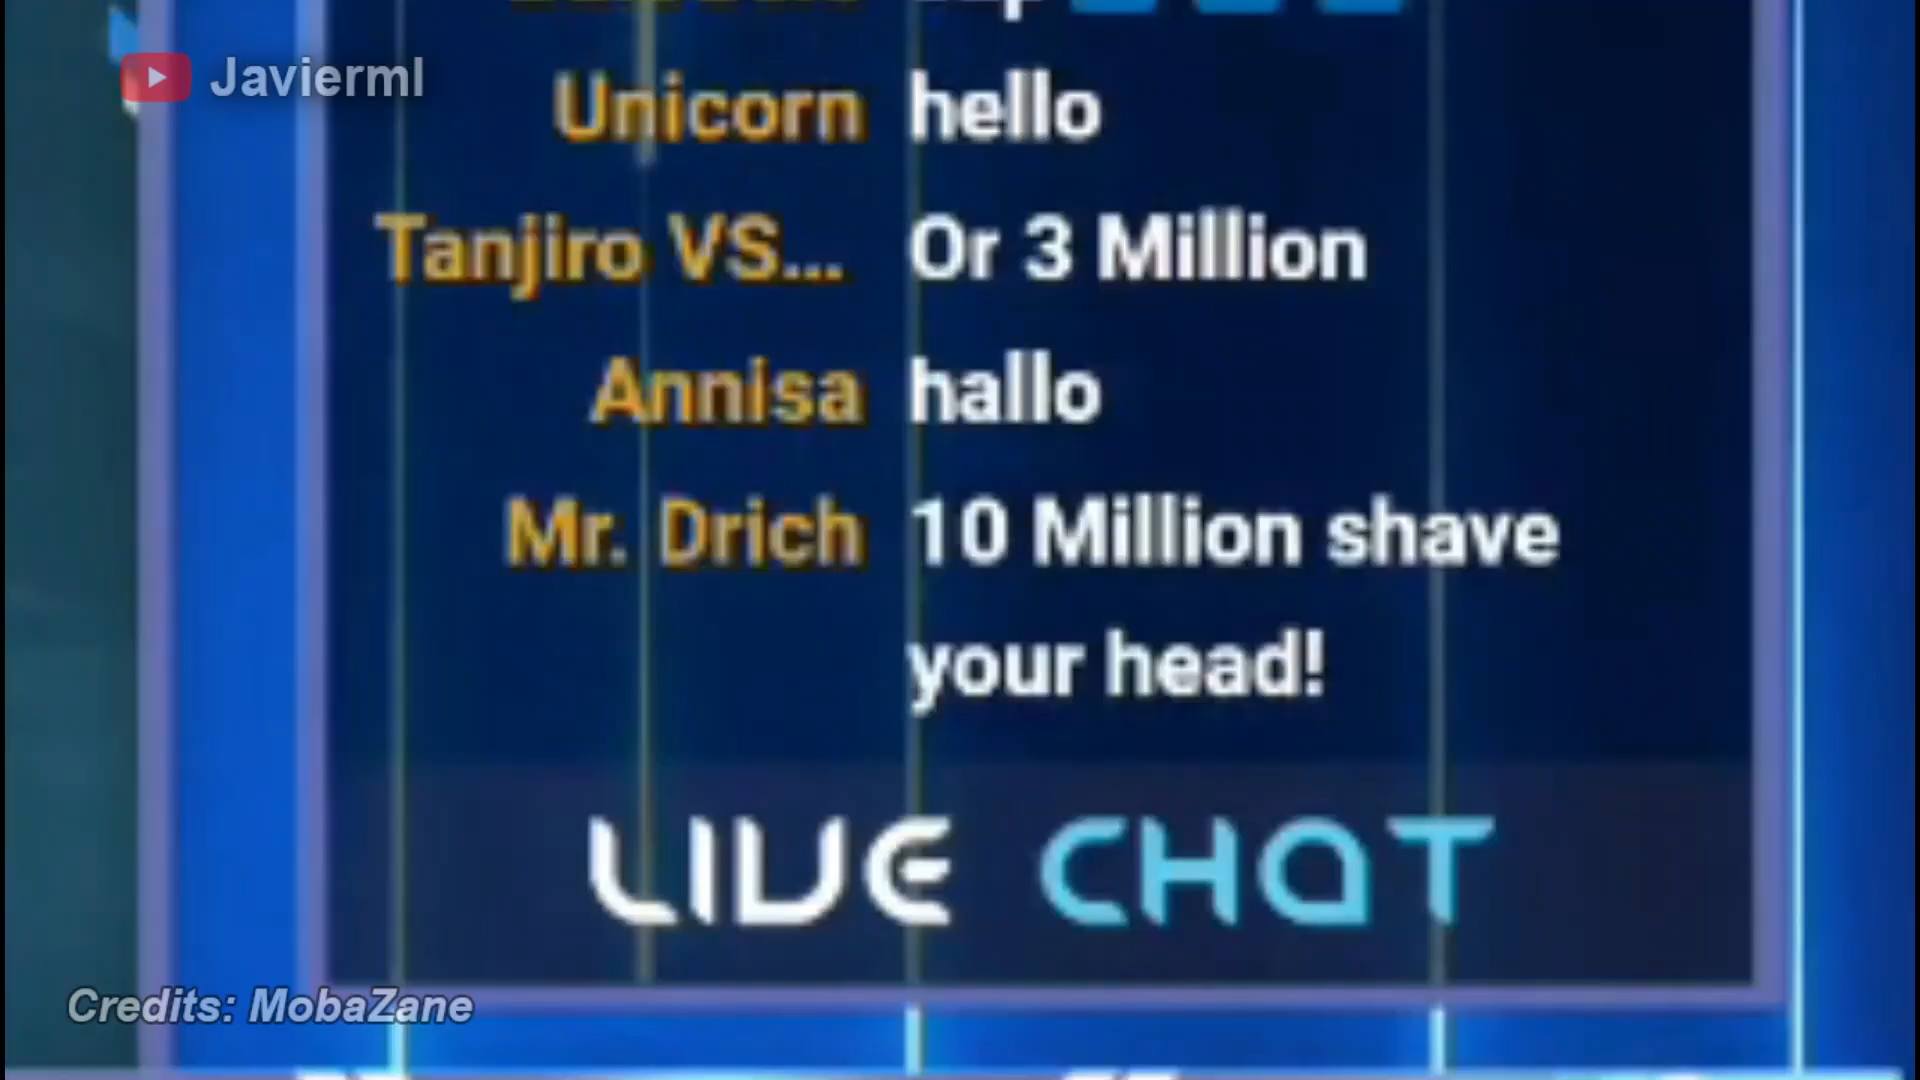 Javierml
Unicorn hello
Tanjiro VS... Or 3 Million
Annisa hallo
Mr. Drich 10 Million shave
your head!
LIVE CHAT
Credits: MobaZane